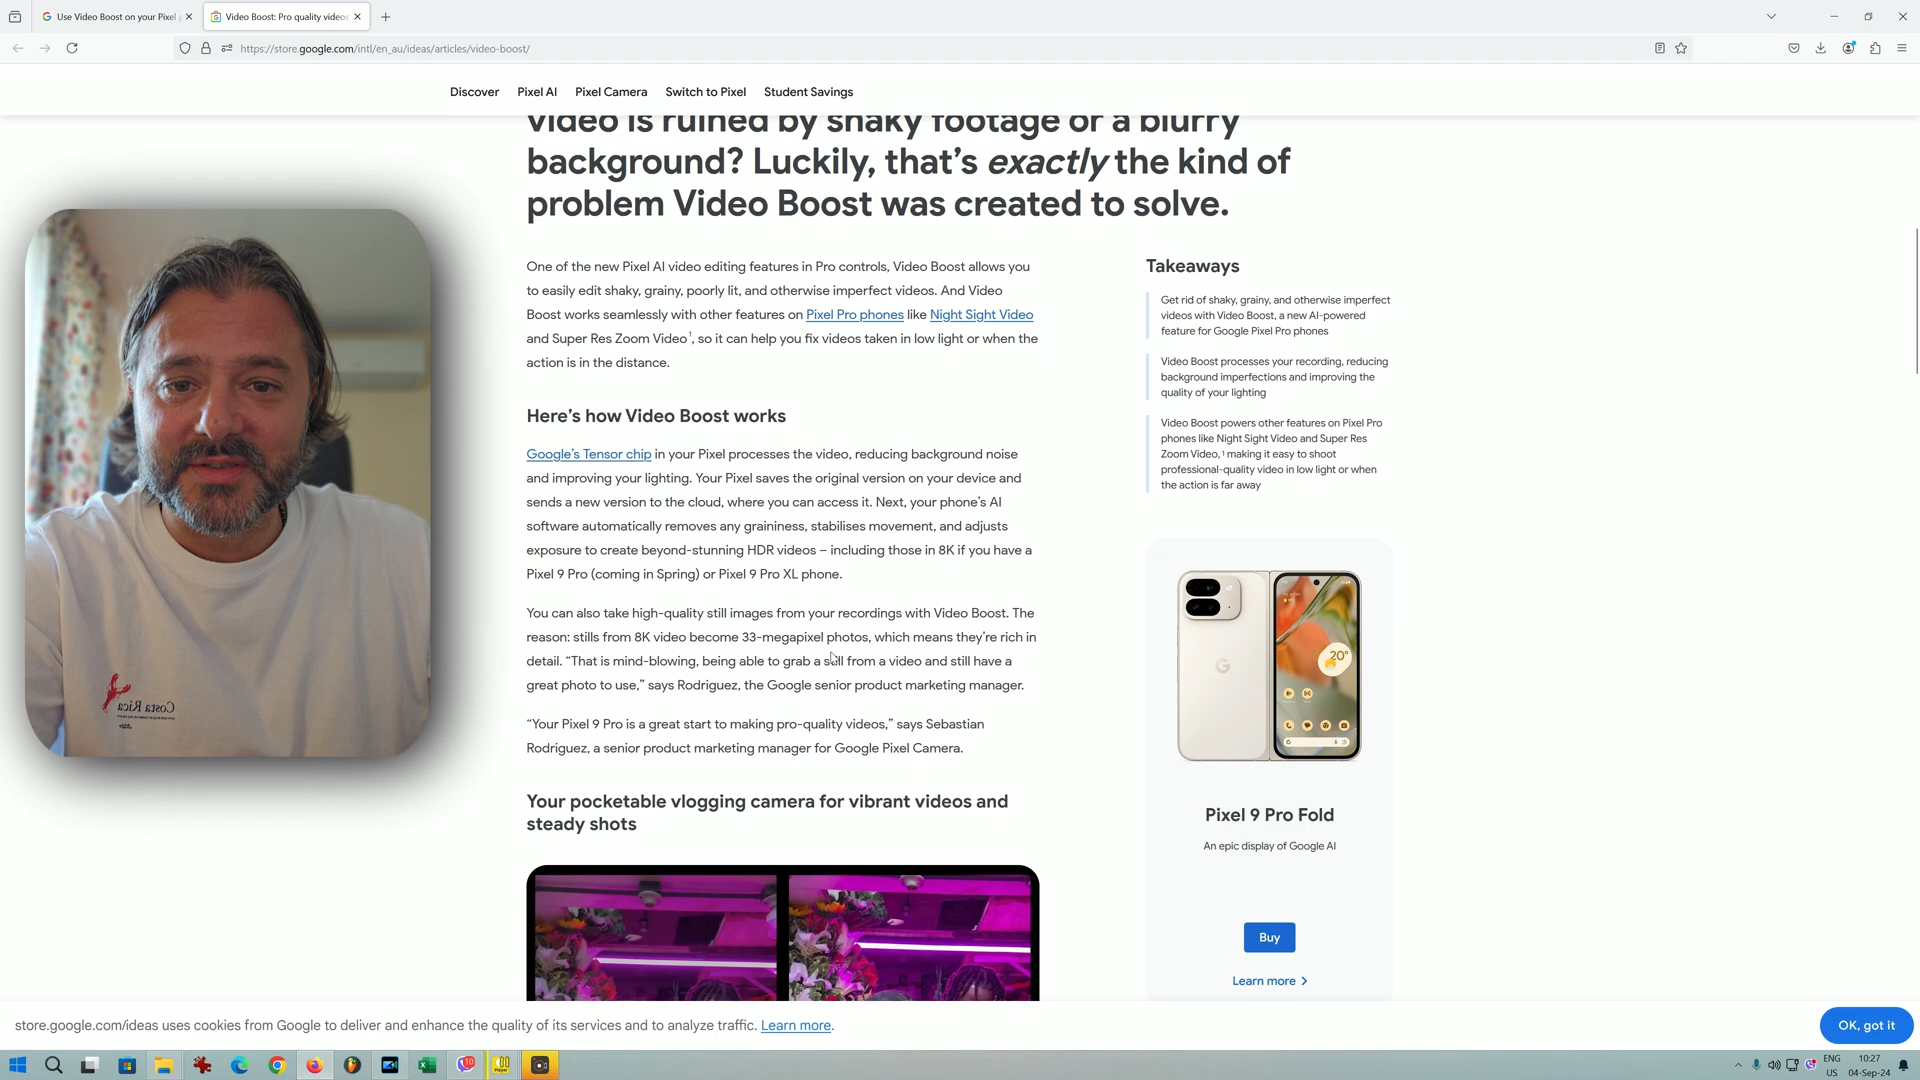 Use Video Boost on your Pixel p
Video Boost: Pro quality videos
https://store.google.com/intl/en_au/ideas/articles/video-boost/
Discover
Pixel AI
Pixel Camera
Switch to Pixel
Student Savings
video is ruined by shaky footage or a blurry
background? Luckily, that's exactly the kind of
problem Video Boost was created to solve.
One of the new Pixel AI video editing features in Pro controls, Video Boost allows you
to easily edit shaky, grainy, poorly lit, and otherwise imperfect videos. And Video
Boost works seamlessly with other features on Pixel Pro phones like Night Sight Video
and Super Res Zoom Video¹, so it can help you fix videos taken in low light or when the
action is in the distance.
Here's how Video Boost works
Google's Tensor chip in your Pixel processes the video, reducing background noise
and improving your lighting. Your Pixel saves the original version on your device and
sends a new version to the cloud, where you can access it. Next, your phone's AI
software automatically removes any graininess, stabilises movement, and adjusts
exposure to create beyond-stunning HDR videos – including those in 8K if you have a
Pixel 9 Pro (coming in Spring) or Pixel 9 Pro XL phone.
You can also take high-quality still images from your recordings with Video Boost. The
reason: stills from 8K video become 33-megapixel photos, which means they're rich in
detail. “That is mind-blowing, being able to grab a still from a video and still have a
great photo to use,” says Rodriguez, the Google senior product marketing manager.
“Your Pixel 9 Pro is a great start to making pro-quality videos,” says Sebastian
Rodriguez, a senior product marketing manager for Google Pixel Camera.
Your pocketable vlogging camera for vibrant videos and
steady shots
Takeaways
Get rid of shaky, grainy, and otherwise imperfect
videos with Video Boost, a new AI-powered
feature for Google Pixel Pro phones
Video Boost processes your recording, reducing
background imperfections and improving the
quality of your lighting
Video Boost powers other features on Pixel Pro
phones like Night Sight Video and Super Res
Zoom Video,¹ making it easy to shoot
professional-quality video in low light or when
the action is far away
20°
Pixel 9 Pro Fold
An epic display of Google AI
Buy
Learn more
Costa Rica
store.google.com/ideas uses cookies from Google to deliver and enhance the quality of its services and to analyze traffic. Learn more.
OK, got it
10
Player
ENG
US
10:27
04-Sep-24